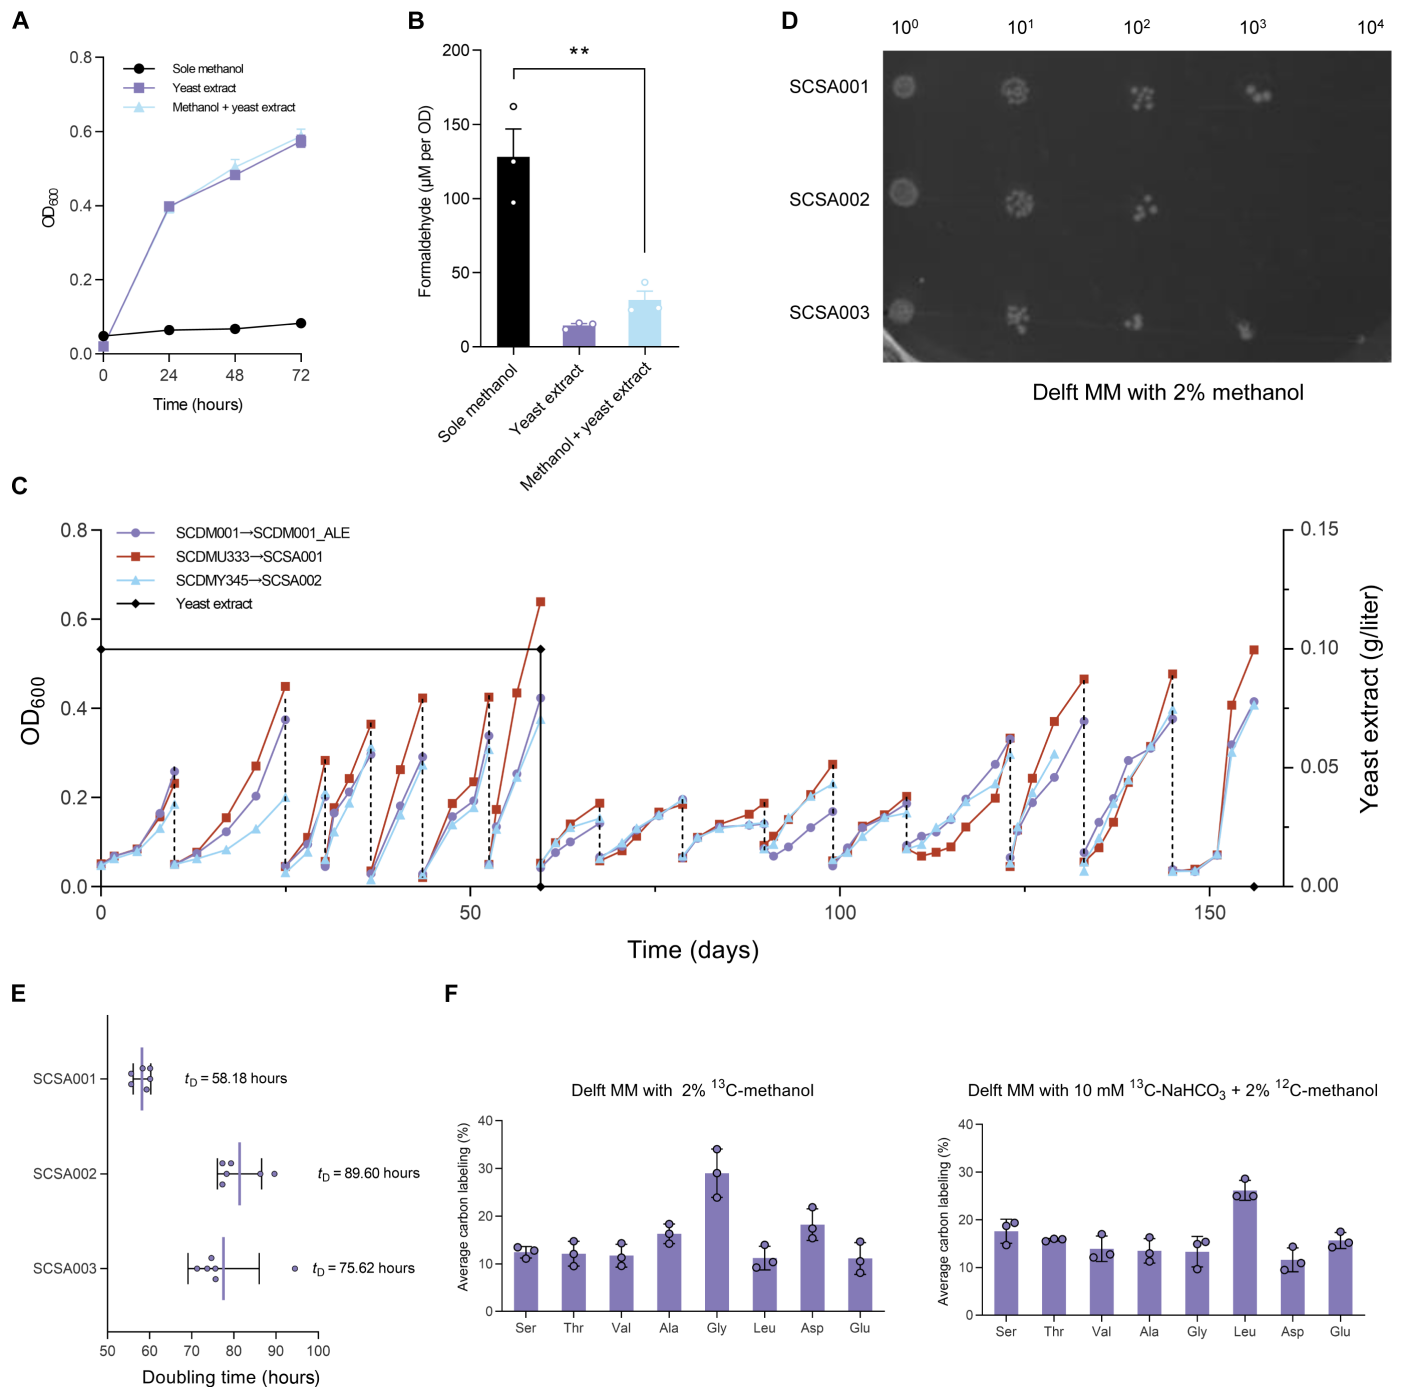 A
0.8
0.6
0.4
0.2
0.0
OD600
0 24 48 72
Time (hours)
Sole methanol
Yeast extract
Methanol + yeast extract
B
200
150
100
50
0
Formaldehyde (µM per OD)
**
Sole methanol
Yeast extract
Methanol + yeast extract
D
10⁰ 10¹ 10² 10³ 10⁴
SCSA001
SCSA002
SCSA003
Delft MM with 2% methanol
C
SCDM001→SCDM001_ALE
SCDMU333→SCSA001
SCDMY345→SCSA002
Yeast extract
0.8
0.6
0.4
0.2
0.0
OD600
0.15
0.10
0.05
0.00
Yeast extract (g/liter)
0 50 100 150
Time (days)
E
SCSA001
tD = 58.18 hours
SCSA002
tD = 89.60 hours
SCSA003
tD = 75.62 hours
50 60 70 80 90 100
Doubling time (hours)
F
Delft MM with 2% ¹³C-methanol
40
30
20
10
0
Average carbon labeling (%)
Ser Thr Val Ala Gly Leu Asp Glu
Delft MM with 10 mM ¹³C-NaHCO₃ + 2% ¹²C-methanol
40
30
20
10
0
Average carbon labeling (%)
Ser Thr Val Ala Gly Leu Asp Glu